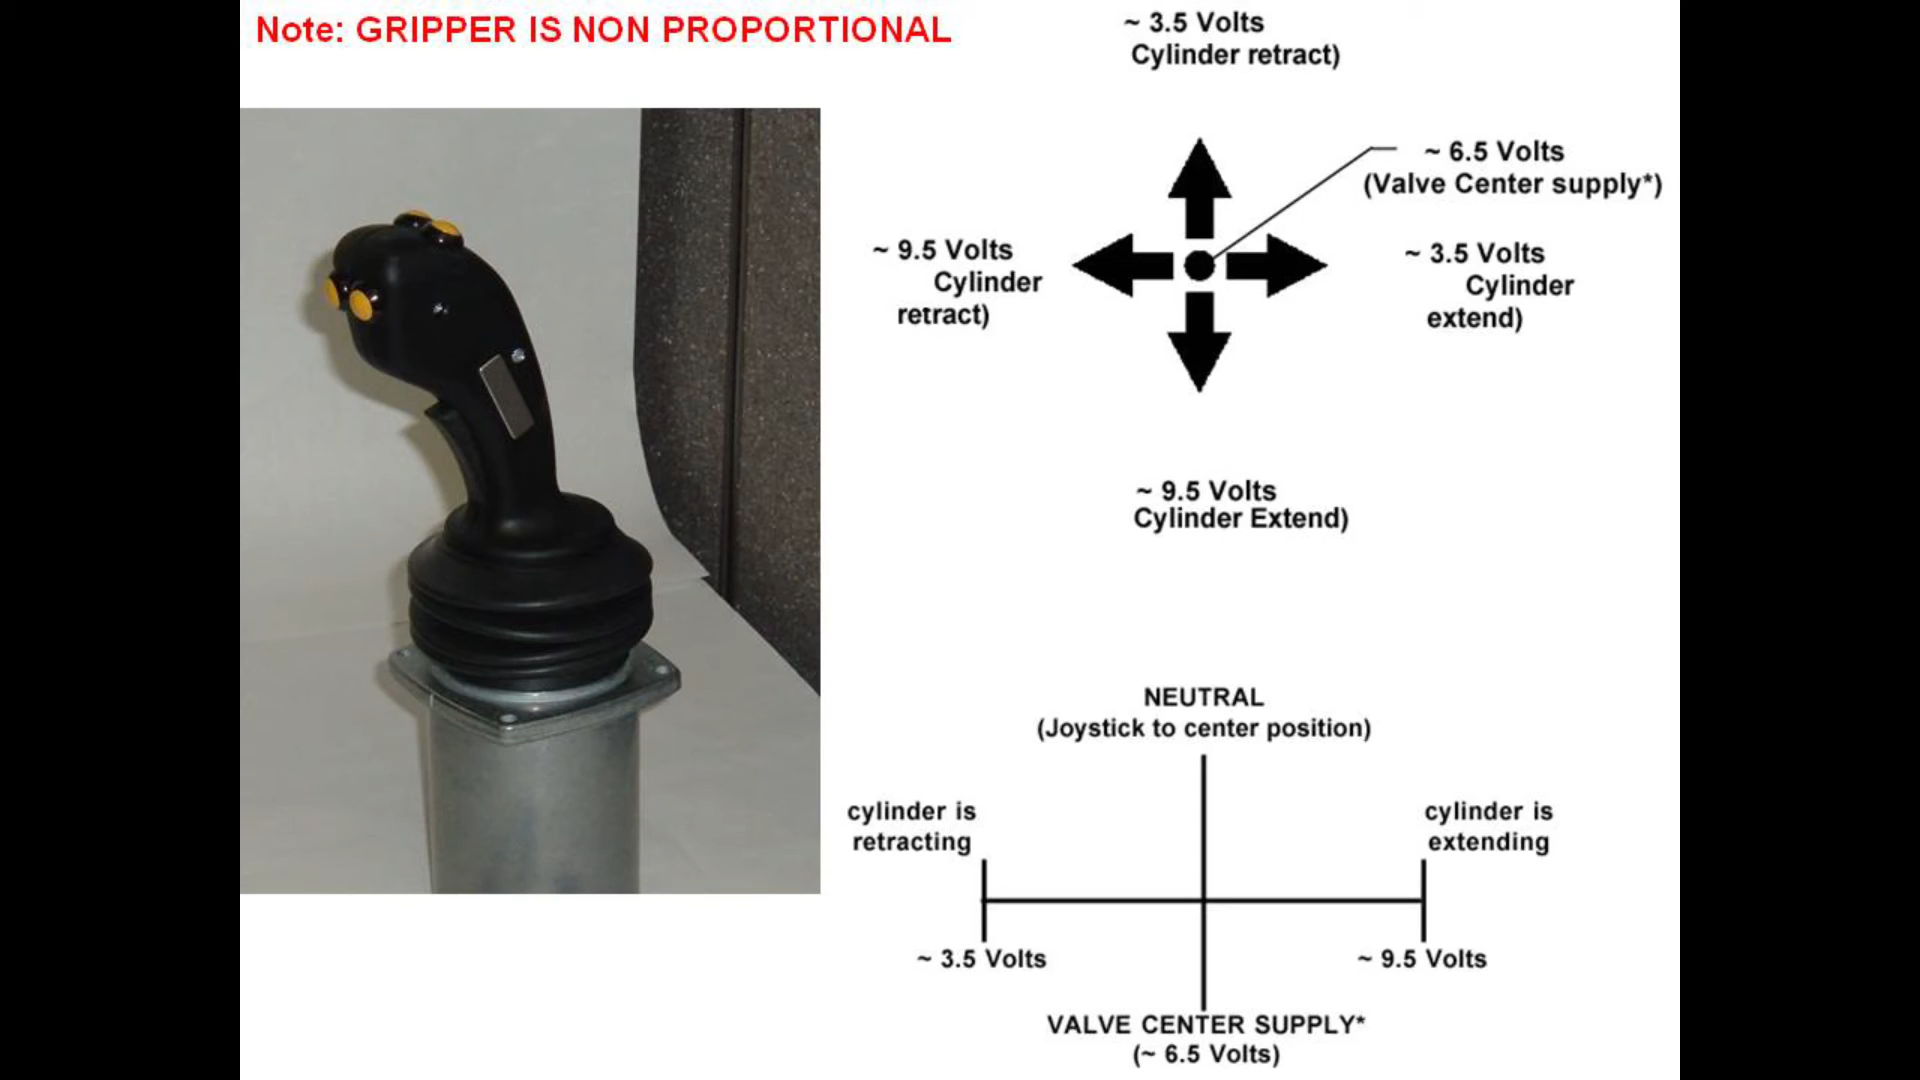 Note: GRIPPER IS NON PROPORTIONAL
~ 3.5 Volts
Cylinder retract)
~ 6.5 Volts
(Valve Center supply*)
~ 9.5 Volts
Cylinder
retract)
~ 3.5 Volts
Cylinder
extend)
~ 9.5 Volts
Cylinder Extend)
NEUTRAL
(Joystick to center position)
cylinder is
retracting
cylinder is
extending
~ 3.5 Volts
~ 9.5 Volts
VALVE CENTER SUPPLY*
(~ 6.5 Volts)